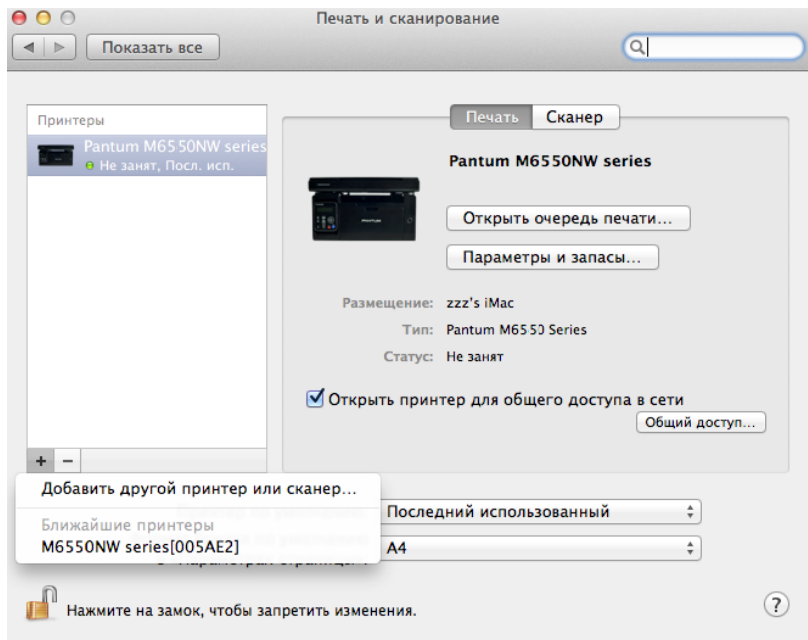 Печать и сканирование
Показать все
Принтеры
Pantum M6550NW series
Не занят, Посл. исп.
Печать Сканер
Pantum M6550NW series
PANTUM
Открыть очередь печати...
Параметры и запасы...
Размещение: zzz's iMac
Тип: Pantum M6550 Series
Статус: Не занят
Открыть принтер для общего доступа в сети
Общий доступ...
+ −
Добавить другой принтер или сканер...
Ближайшие принтеры
M6550NW series[005AE2]
Последний использованный
A4
Нажмите на замок, чтобы запретить изменения.
?